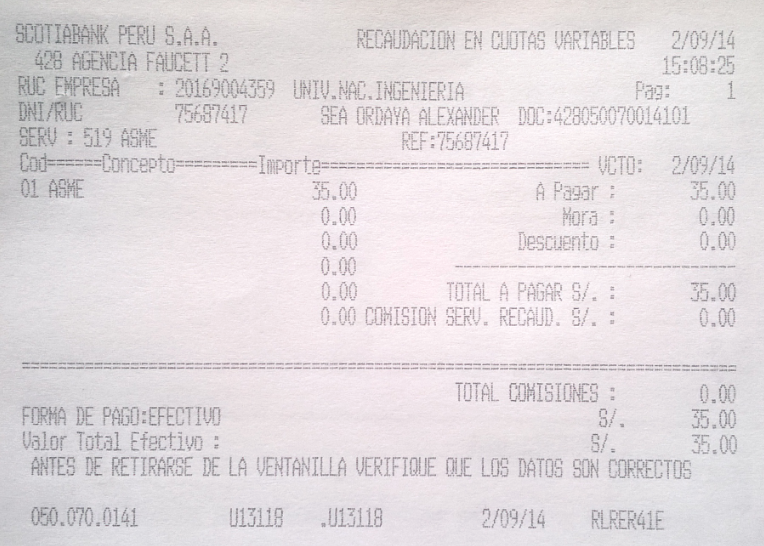 SCOTIABANK PERU S.A.A. RECAUDACION EN CUOTAS VARIABLES 2/09/14
428 AGENCIA FAUCETT 2 15:08:25
RUC EMPRESA : 20169004359 UNIV.NAC.INGENIERIA Pag: 1
DNI/RUC 75687417 SEA ORDAYA ALEXANDER DOC:428050070014101
SERV : 519 ASME REF:75687417
Cod======Concepto=========Importe============================== VCTO: 2/09/14
01 ASME 35.00 A Pagar : 35.00
0.00 Mora : 0.00
0.00 Descuento : 0.00
0.00 -------------------------------
0.00 TOTAL A PAGAR S/. : 35.00
0.00 COMISION SERV. RECAUD. S/. : 0.00
================================================================================
TOTAL COMISIONES : 0.00
FORMA DE PAGO:EFECTIVO S/. 35.00
Valor Total Efectivo : S/. 35.00
ANTES DE RETIRARSE DE LA VENTANILLA VERIFIQUE QUE LOS DATOS SON CORRECTOS
050.070.0141 U13118 .U13118 2/09/14 RLRER41E